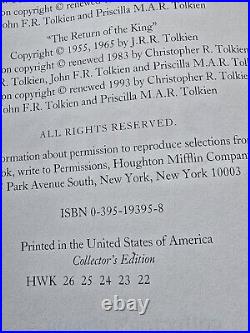 on copyright © renewed
ohn F.R. Tolkien and Priscilla M.A.R. Tolkien
"The Return of the King"
Copyright © 1955, 1965 by J.R.R. Tolkien
on copyright © renewed 1983 by Christopher R. Tolkien
R. Tolkien, John F.R. Tolkien and Priscilla M.A.R. Tolkien
on copyright © renewed 1993 by Christopher R. Tolkien
John F.R. Tolkien and Priscilla M.A.R. Tolkien
ALL RIGHTS RESERVED.
ormation about permission to reproduce selections from
ook, write to Permissions, Houghton Mifflin Company
Park Avenue South, New York, New York 10003
ISBN 0-395-19395-8
Printed in the United States of America
Collector's Edition
HWK 26 25 24 23 22